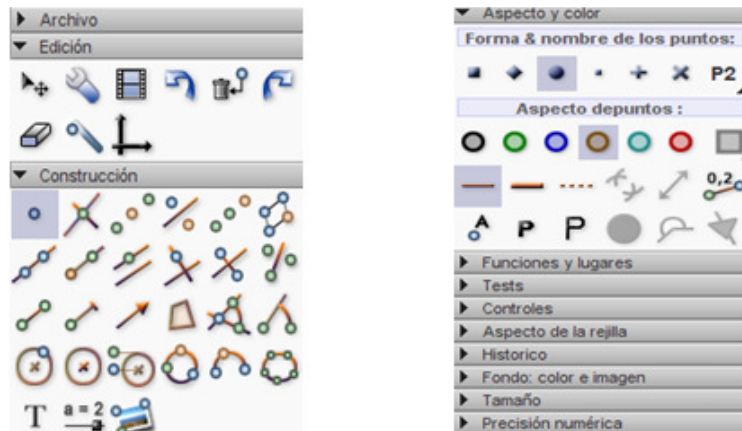 Archivo
Edición
Construcción
T a = 2
Aspecto y color
Forma & nombre de los puntos:
P2
Aspecto depuntos :
0,2
A P P
Funciones y lugares
Tests
Controles
Aspecto de la rejilla
Historico
Fondo: color e imagen
Tamaño
Precisión numérica